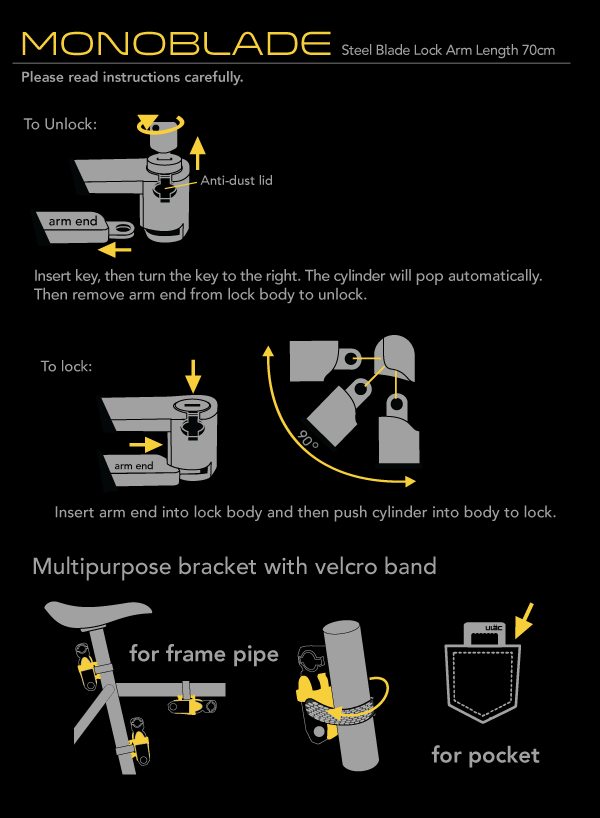 MONOBLADE Steel Blade Lock Arm Length 70cm
Please read instructions carefully.
To Unlock:
Anti-dust lid
arm end
Insert key, then turn the key to the right. The cylinder will pop automatically.
Then remove arm end from lock body to unlock.
To lock:
90°
arm end
Insert arm end into lock body and then push cylinder into body to lock.
Multipurpose bracket with velcro band
for frame pipe
ulac
for pocket